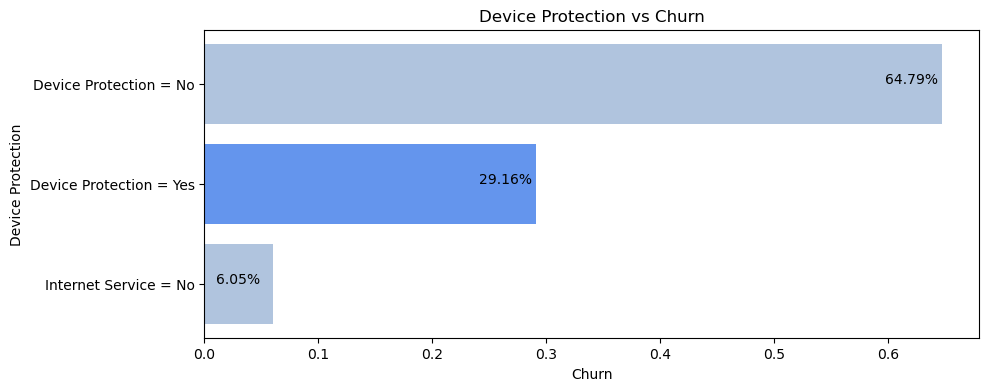 Device Protection vs Churn
Device Protection
Device Protection = No
64.79%
Device Protection = Yes
29.16%
Internet Service = No
6.05%
0.0 0.1 0.2 0.3 0.4 0.5 0.6
Churn